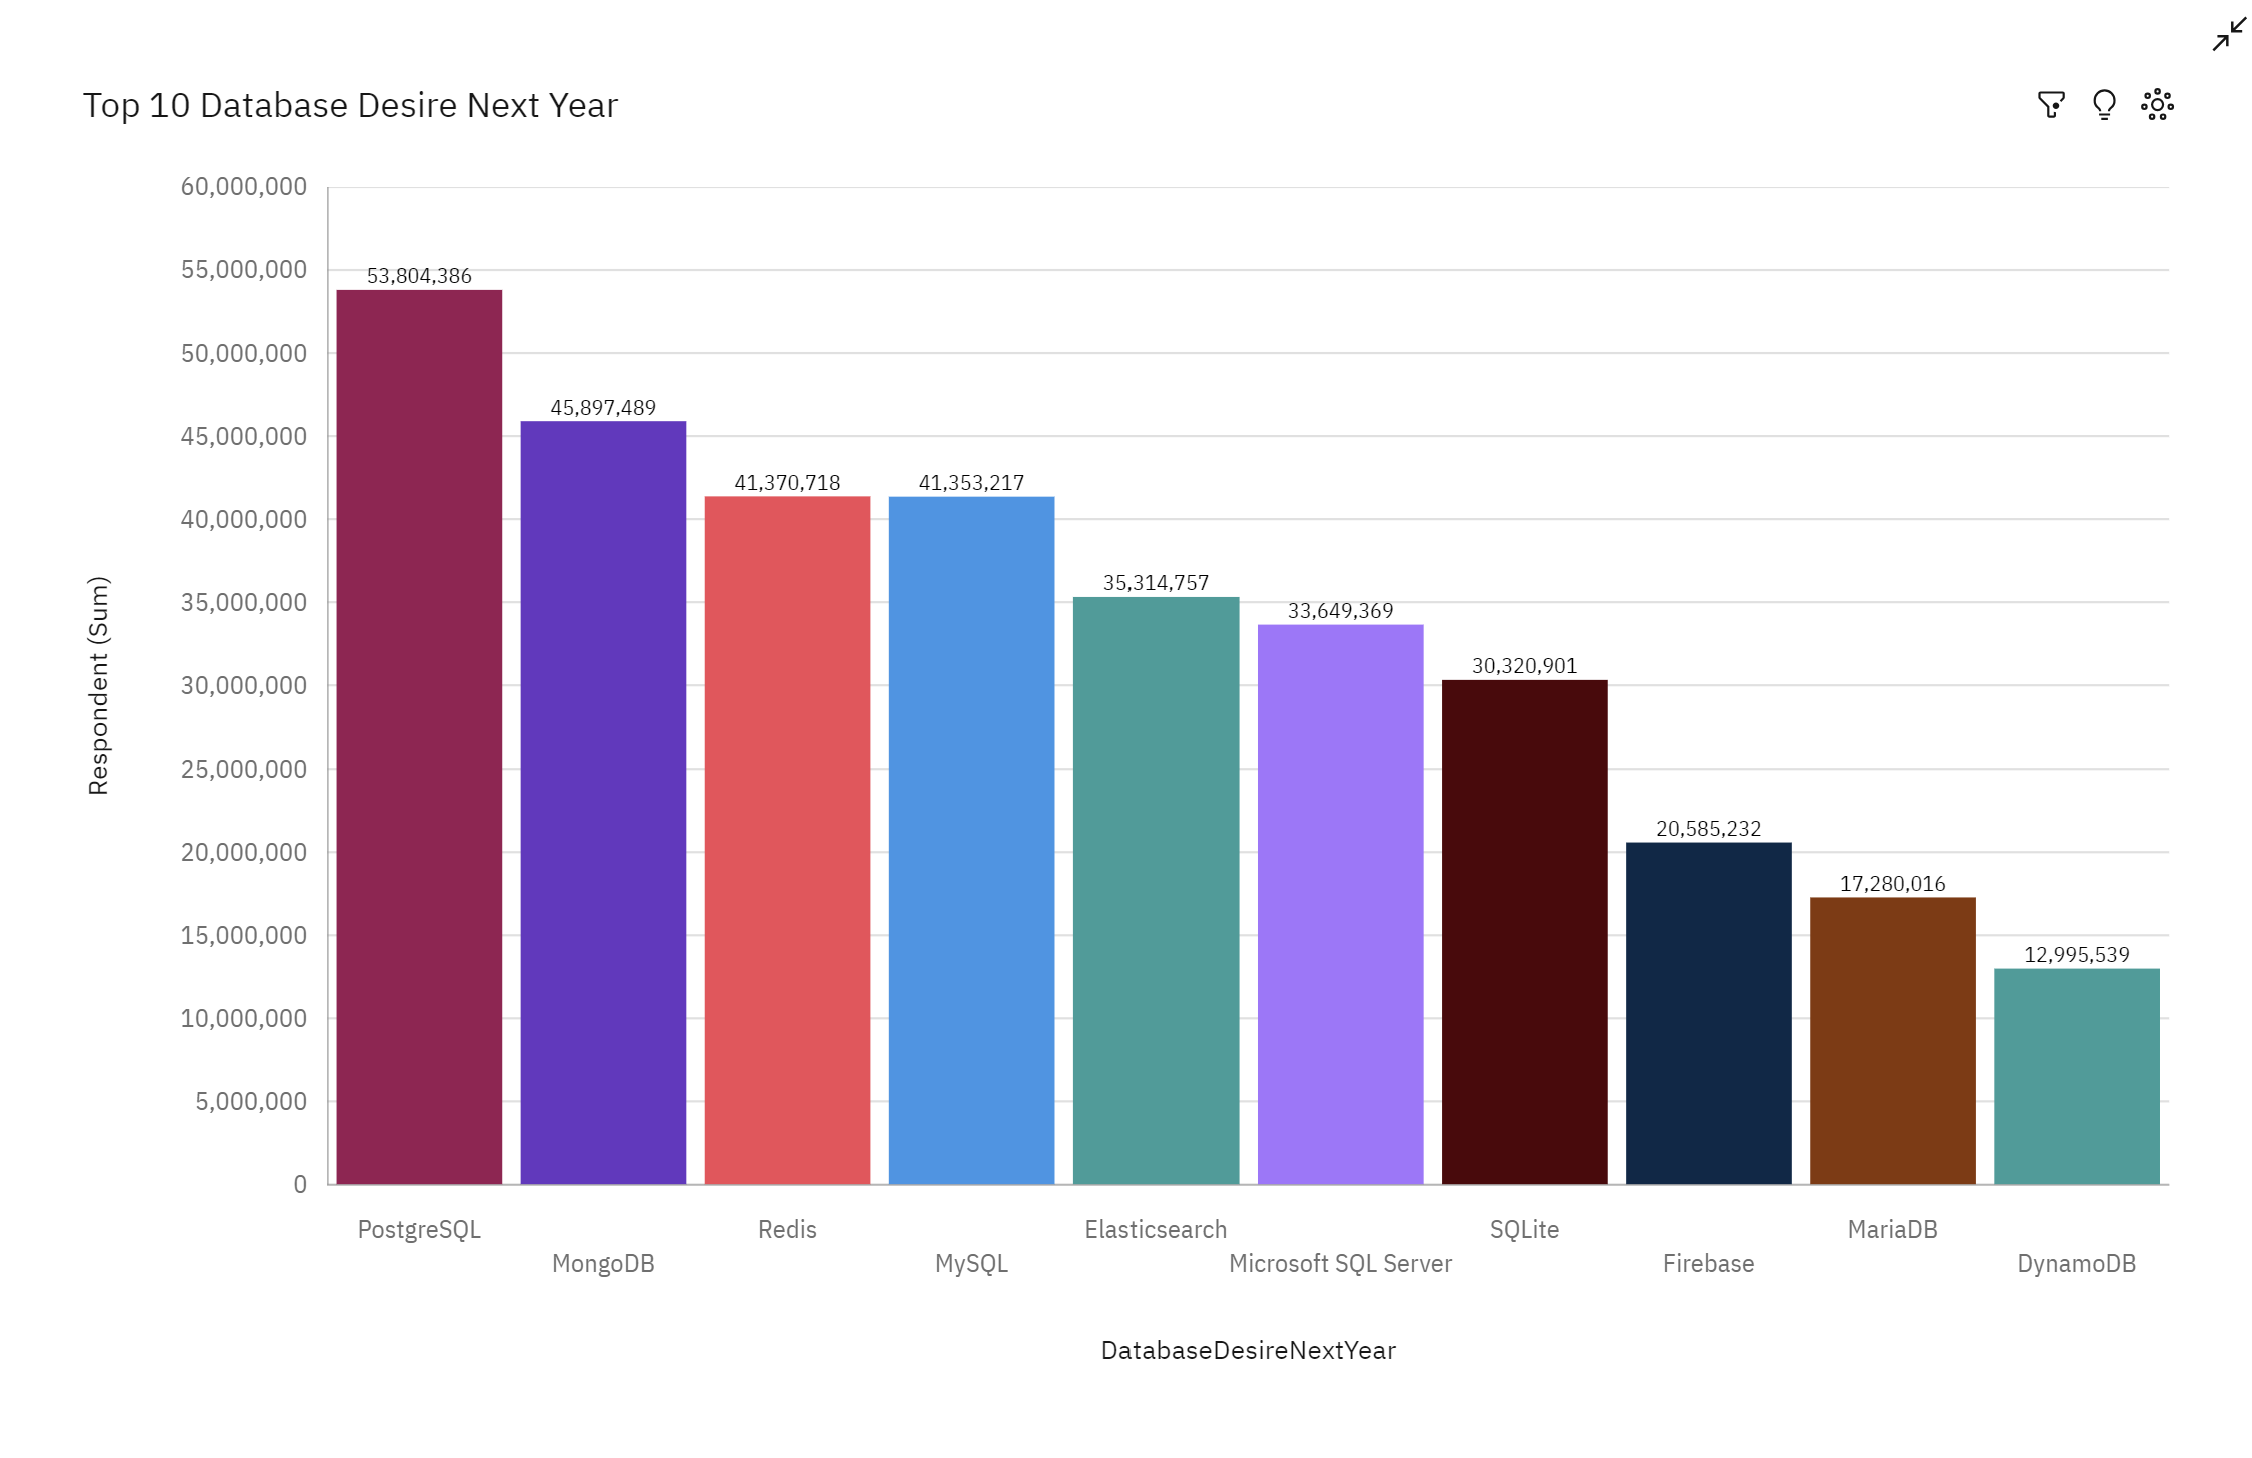 Top 10 Database Desire Next Year
60,000,000
55,000,000
50,000,000
45,000,000
40,000,000
35,000,000
30,000,000
25,000,000
20,000,000
15,000,000
10,000,000
5,000,000
0
Respondent (Sum)
53,804,386
45,897,489
41,370,718
41,353,217
35,314,757
33,649,369
30,320,901
20,585,232
17,280,016
12,995,539
PostgreSQL
MongoDB
Redis
MySQL
Elasticsearch
Microsoft SQL Server
SQLite
Firebase
MariaDB
DynamoDB
DatabaseDesireNextYear